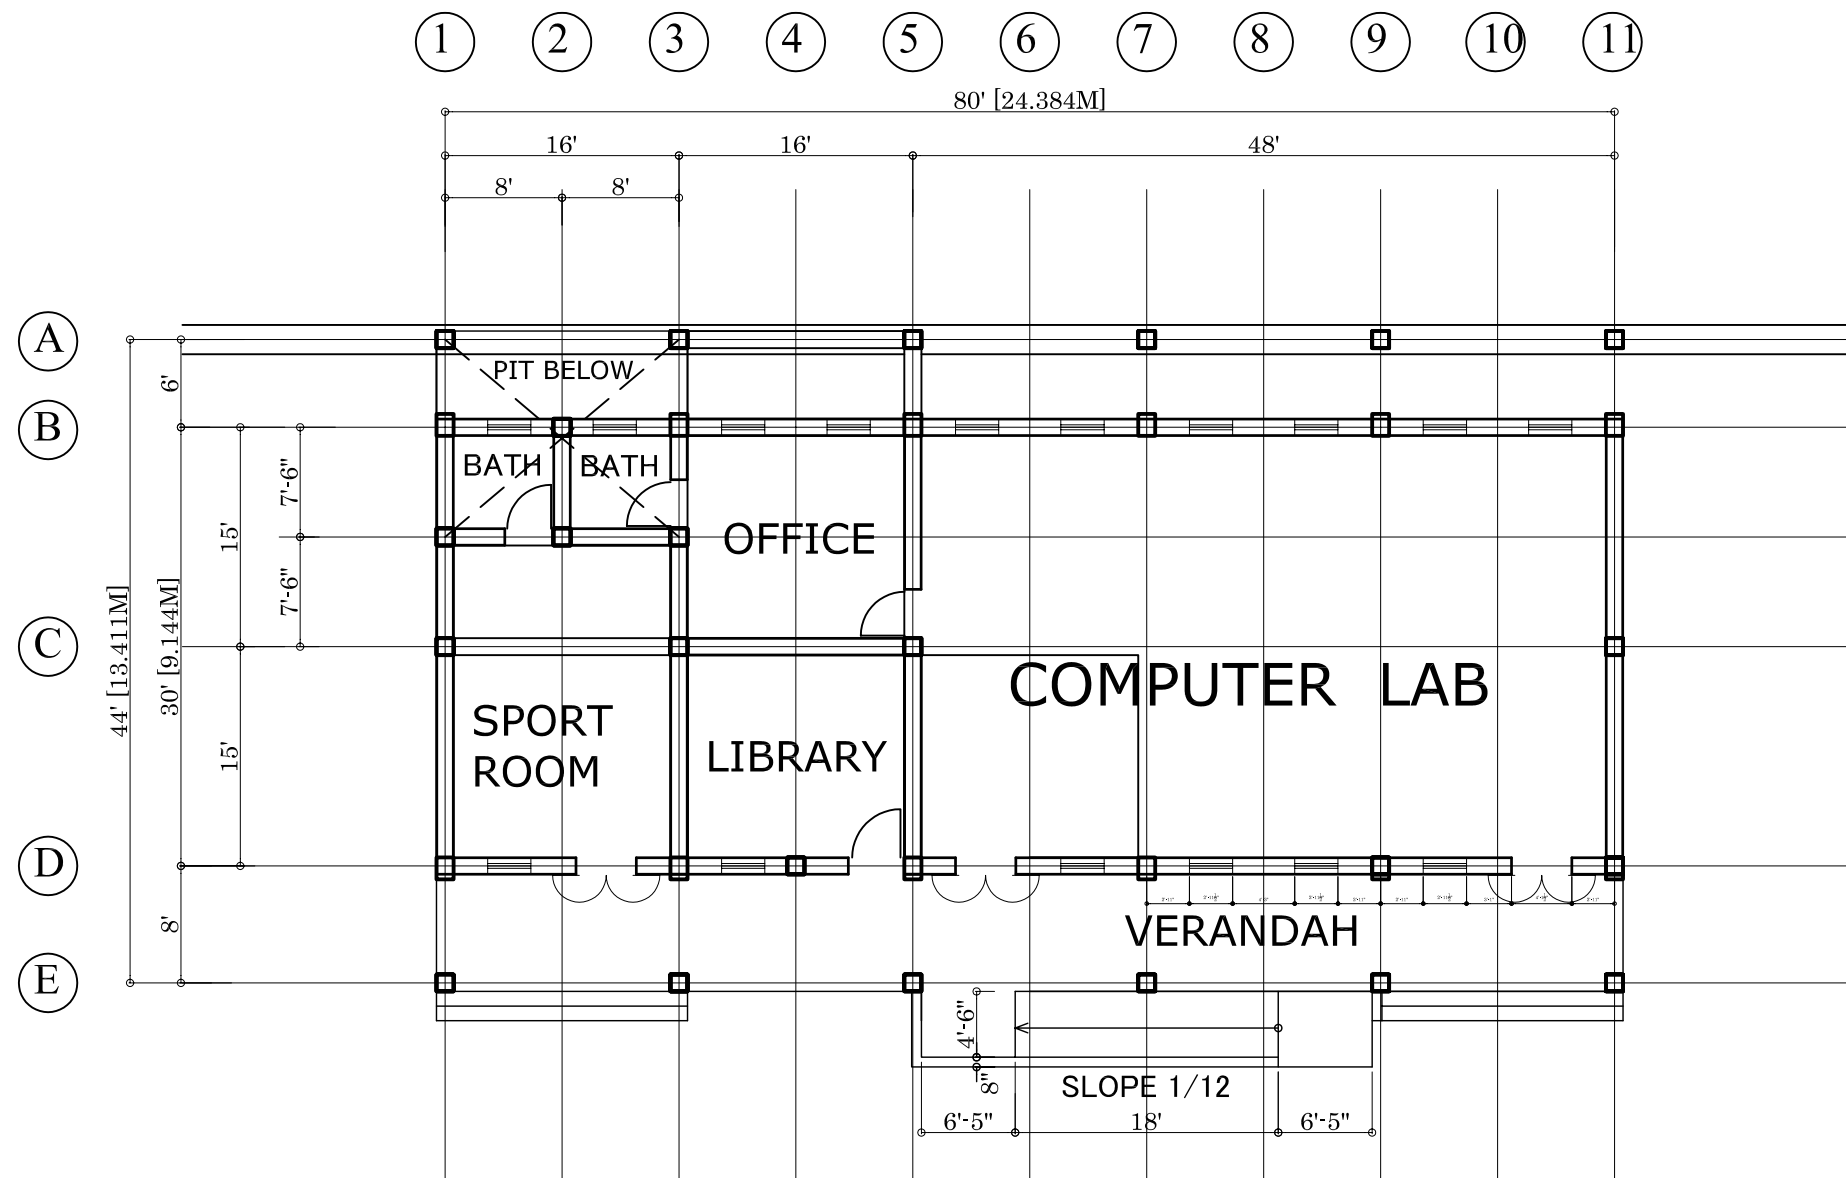 1 2 3 4 5 6 7 8 9 10 11
80' [24.384M]
16' 16' 48'
8' 8'
A
6'
PIT BELOW
B
BATH BATH
7'-6"
15'
OFFICE
7'-6"
44' [13.411M]
30' [9.144M]
C
COMPUTER LAB
SPORT
ROOM
LIBRARY
15'
D
8'
VERANDAH
E
4'-6"
8"
SLOPE 1/12
6'-5" 18' 6'-5"